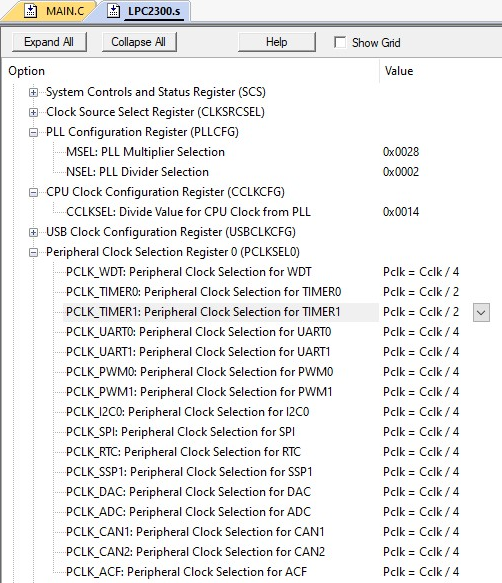 MAIN.C LPC2300.s
Expand All Collapse All Help Show Grid
Option Value
System Controls and Status Register (SCS)
Clock Source Select Register (CLKSRCSEL)
PLL Configuration Register (PLLCFG)
MSEL: PLL Multiplier Selection 0x0028
NSEL: PLL Divider Selection 0x0002
CPU Clock Configuration Register (CCLKCFG)
CCLKSEL: Divide Value for CPU Clock from PLL 0x0014
USB Clock Configuration Register (USBCLKCFG)
Peripheral Clock Selection Register 0 (PCLKSEL0)
PCLK_WDT: Peripheral Clock Selection for WDT Pclk = Cclk / 4
PCLK_TIMER0: Peripheral Clock Selection for TIMER0 Pclk = Cclk / 2
PCLK_TIMER1: Peripheral Clock Selection for TIMER1 Pclk = Cclk / 2
PCLK_UART0: Peripheral Clock Selection for UART0 Pclk = Cclk / 4
PCLK_UART1: Peripheral Clock Selection for UART1 Pclk = Cclk / 4
PCLK_PWM0: Peripheral Clock Selection for PWM0 Pclk = Cclk / 4
PCLK_PWM1: Peripheral Clock Selection for PWM1 Pclk = Cclk / 4
PCLK_I2C0: Peripheral Clock Selection for I2C0 Pclk = Cclk / 4
PCLK_SPI: Peripheral Clock Selection for SPI Pclk = Cclk / 4
PCLK_RTC: Peripheral Clock Selection for RTC Pclk = Cclk / 4
PCLK_SSP1: Peripheral Clock Selection for SSP1 Pclk = Cclk / 4
PCLK_DAC: Peripheral Clock Selection for DAC Pclk = Cclk / 4
PCLK_ADC: Peripheral Clock Selection for ADC Pclk = Cclk / 4
PCLK_CAN1: Peripheral Clock Selection for CAN1 Pclk = Cclk / 4
PCLK_CAN2: Peripheral Clock Selection for CAN2 Pclk = Cclk / 4
PCLK_ACF: Peripheral Clock Selection for ACF Pclk = Cclk / 4